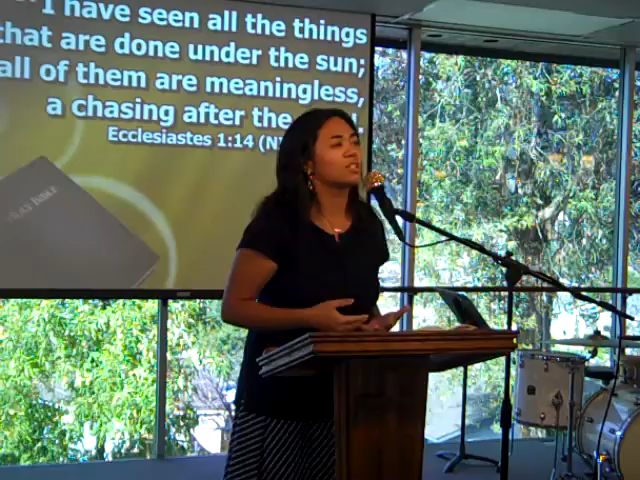 I have seen all the things
that are done under the sun;
all of them are meaningless,
a chasing after the
Ecclesiastes 1:14